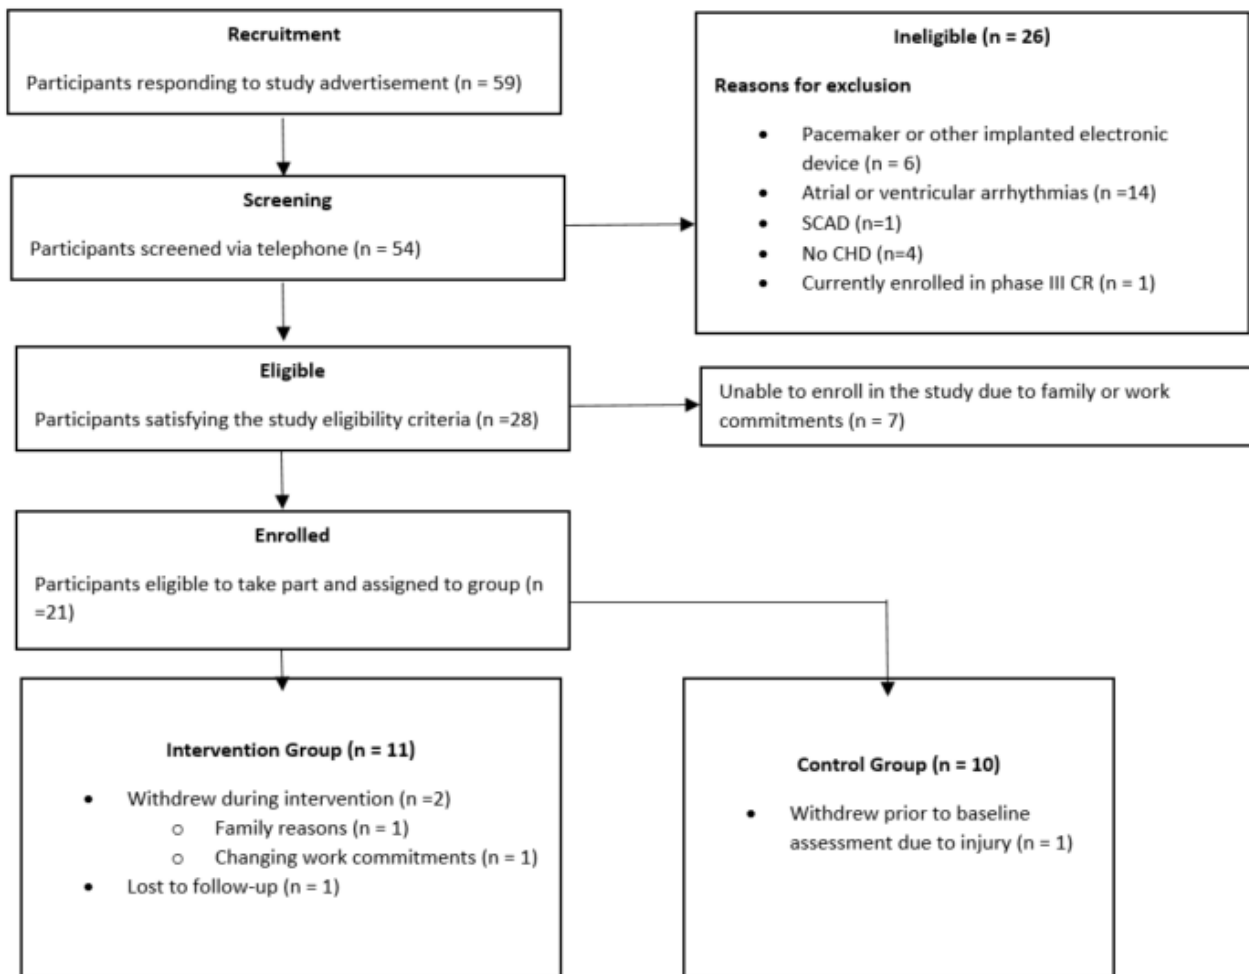 Recruitment
Participants responding to study advertisement (n = 59)
Ineligible (n = 26)
Reasons for exclusion
• Pacemaker or other implanted electronic
device (n = 6)
• Atrial or ventricular arrhythmias (n =14)
• SCAD (n=1)
• No CHD (n=4)
• Currently enrolled in phase III CR (n = 1)
Screening
Participants screened via telephone (n = 54)
Eligible
Participants satisfying the study eligibility criteria (n =28)
Unable to enroll in the study due to family or work
commitments (n = 7)
Enrolled
Participants eligible to take part and assigned to group (n
=21)
Intervention Group (n = 11)
• Withdrew during intervention (n =2)
o Family reasons (n = 1)
o Changing work commitments (n = 1)
• Lost to follow-up (n = 1)
Control Group (n = 10)
• Withdrew prior to baseline
assessment due to injury (n = 1)